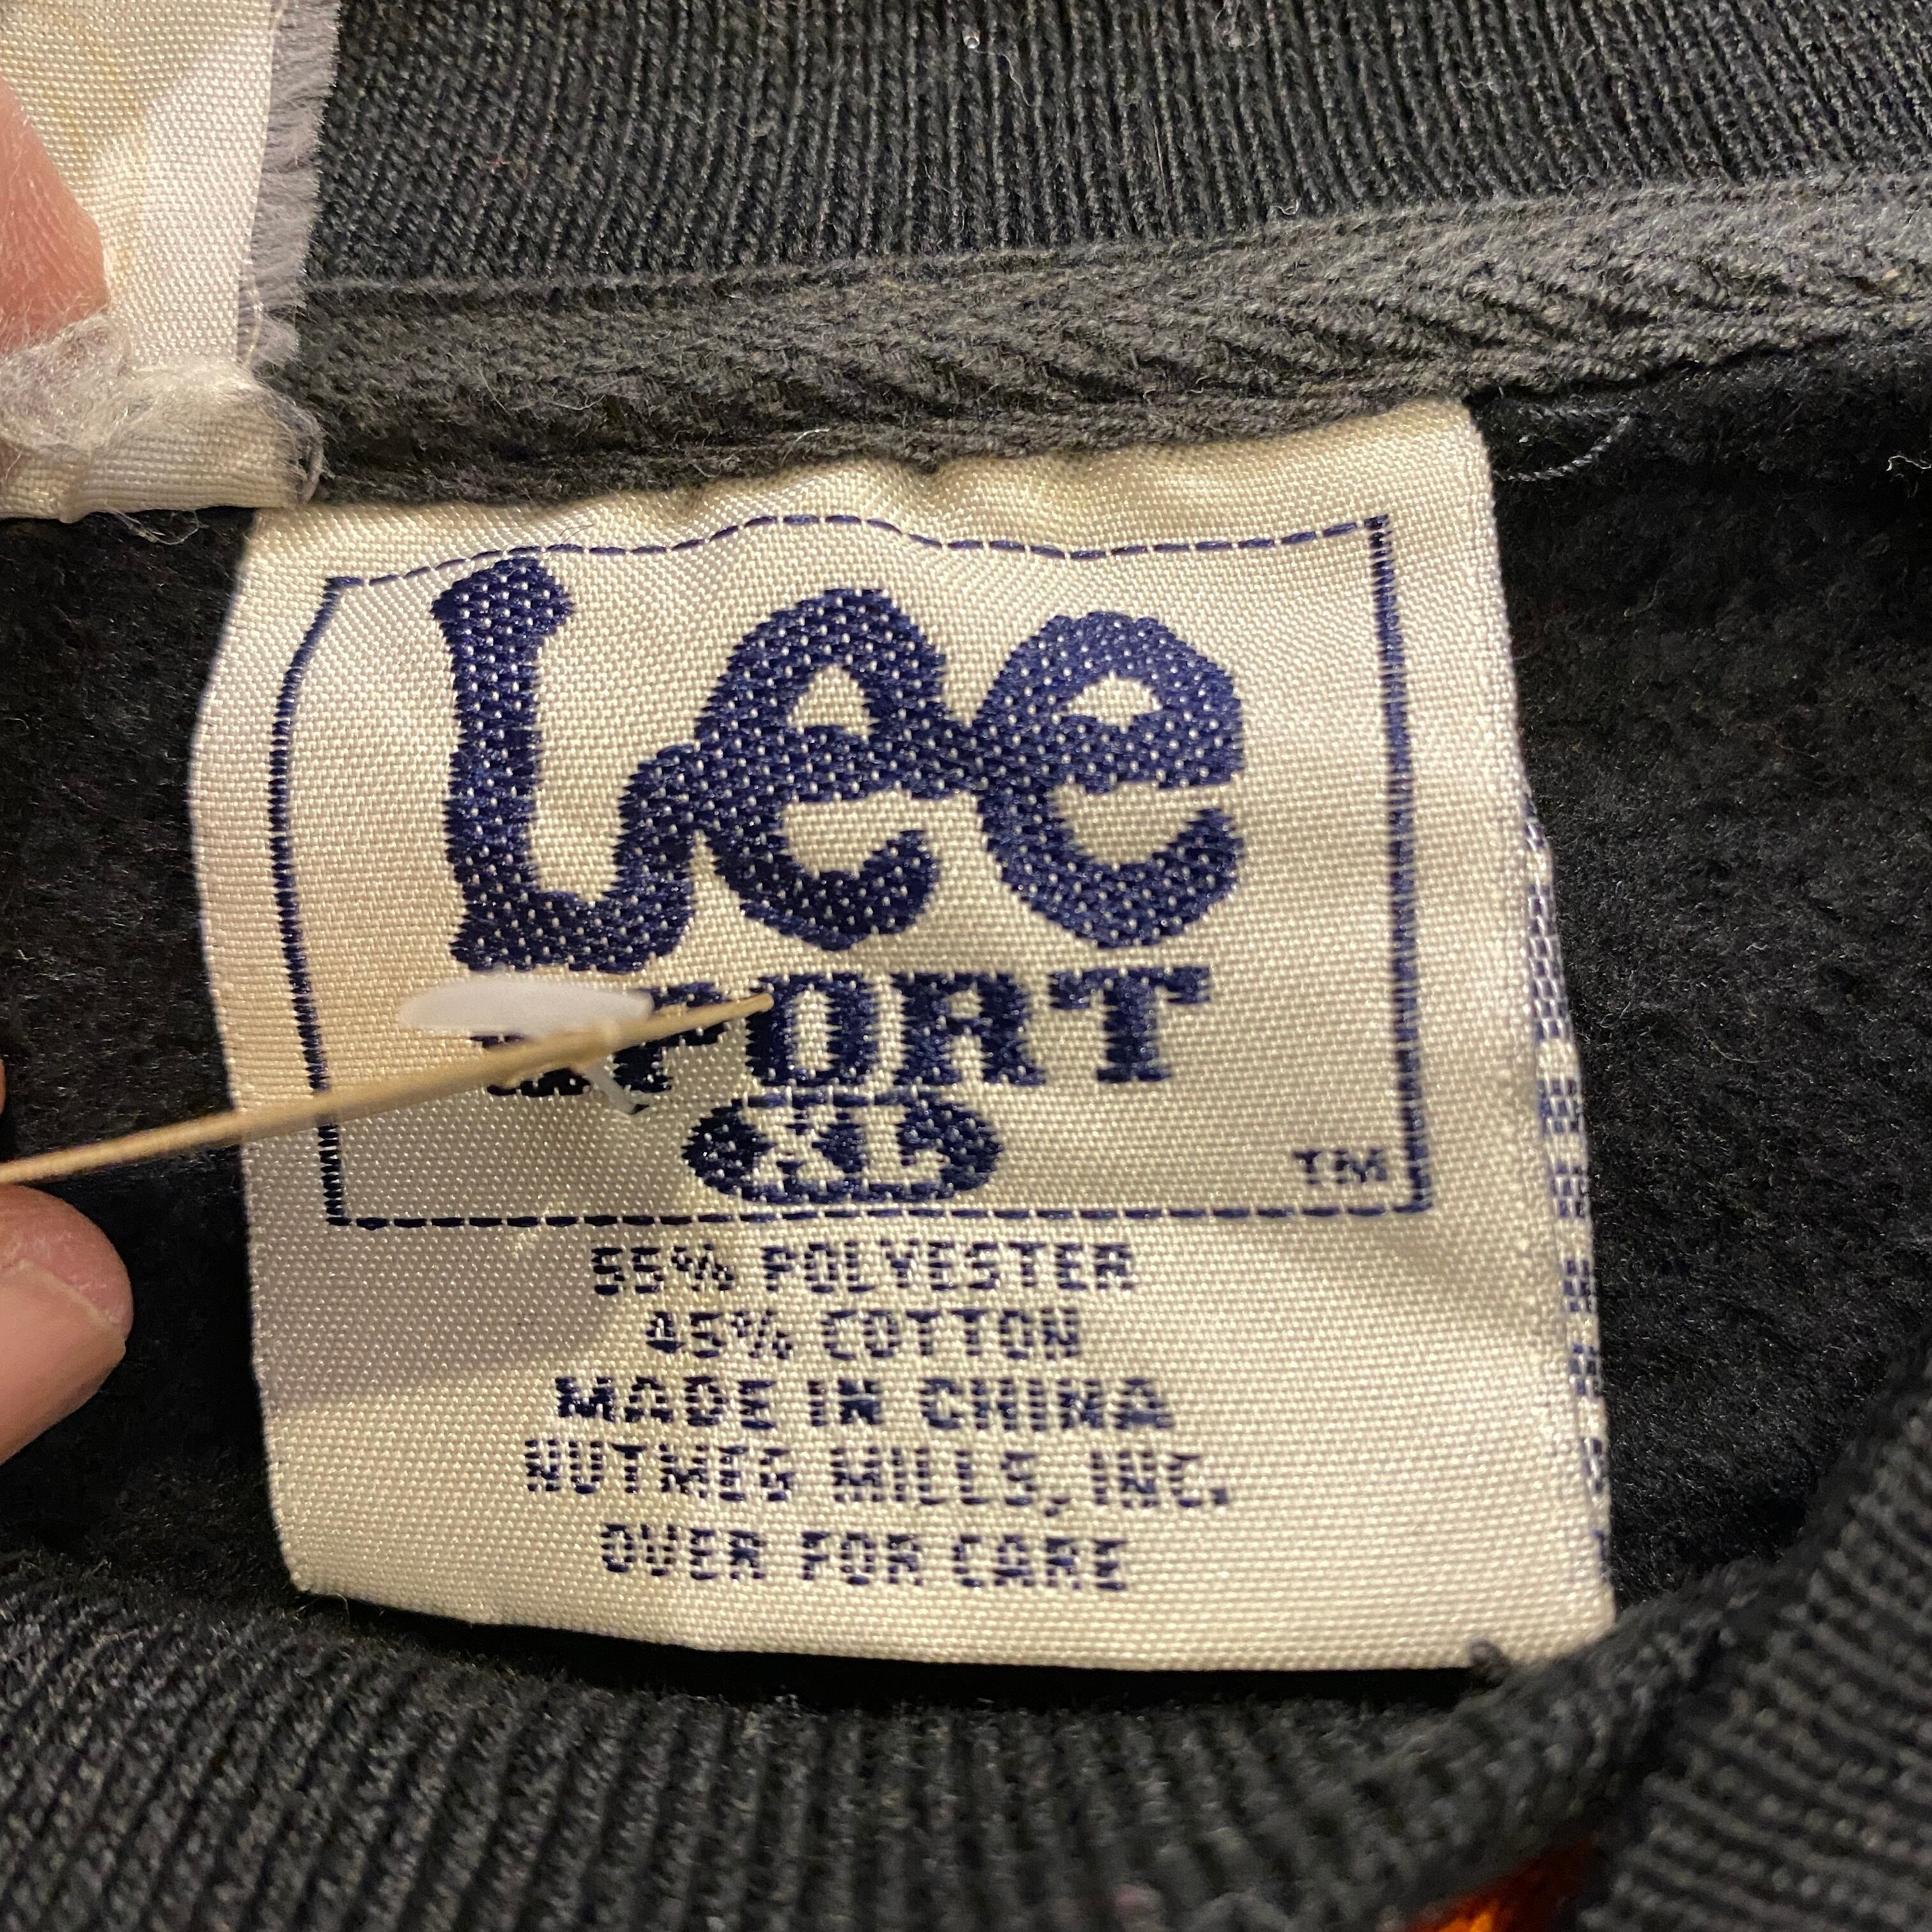 Lee
SPORT
XL
TM
55% POLYESTER
45% COTTON
MADE IN CHINA
NUTMEG MILLS, INC.
OVER FOR CARE